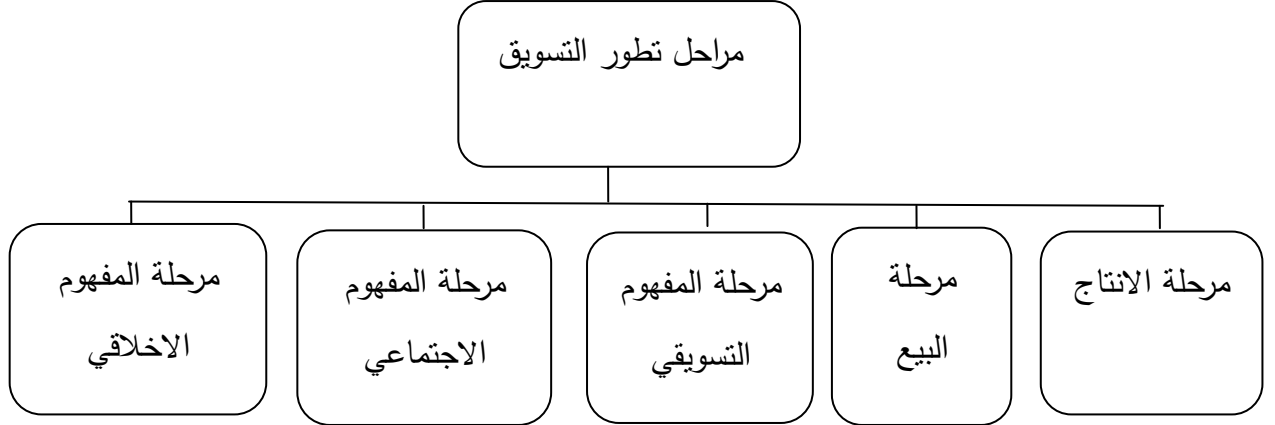 مراحل تطور التسويق
مرحلة الانتاج
مرحلة
البيع
مرحلة المفهوم
التسويقي
مرحلة المفهوم
الاجتماعي
مرحلة المفهوم
الاخلاقي